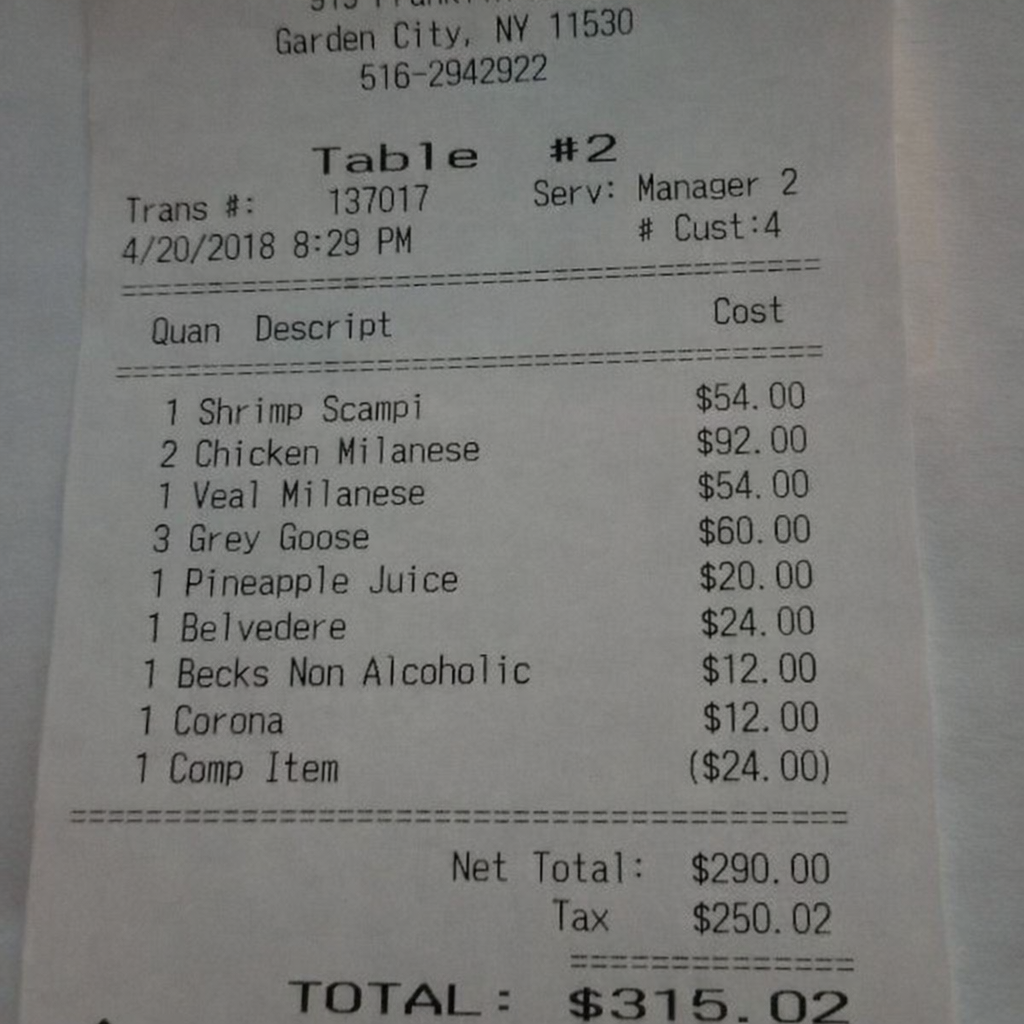 Garden City, NY 11530
516-2942922
Table #2
Trans #: 137017 Serv: Manager 2
4/20/2018 8:29 PM # Cust:4
======================================
Quan Descript Cost
======================================
1 Shrimp Scampi $54.00
2 Chicken Milanese $92.00
1 Veal Milanese $54.00
3 Grey Goose $60.00
1 Pineapple Juice $20.00
1 Belvedere $24.00
1 Becks Non Alcoholic $12.00
1 Corona $12.00
1 Comp Item ($24.00)
======================================
Net Total: $290.00
Tax $250.02
==============
TOTAL: $315.02